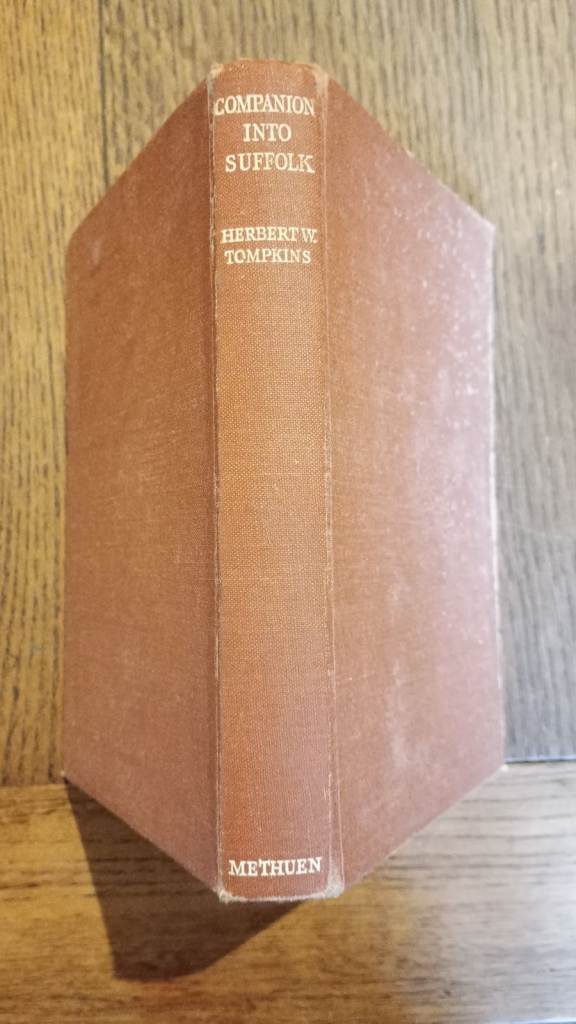 COMPANION
INTO
SUFFOLK
HERBERT W.
TOMPKINS
METHUEN